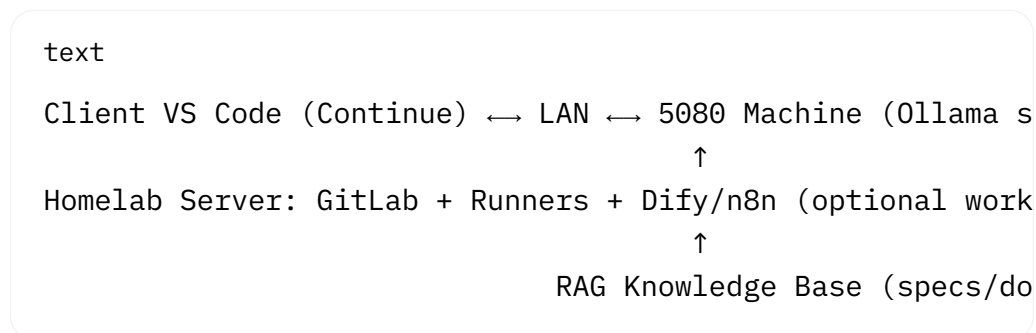 text
Client VS Code (Continue) ←→ LAN ←→ 5080 Machine (Ollama s
↑
Homelab Server: GitLab + Runners + Dify/n8n (optional work
↑
RAG Knowledge Base (specs/do